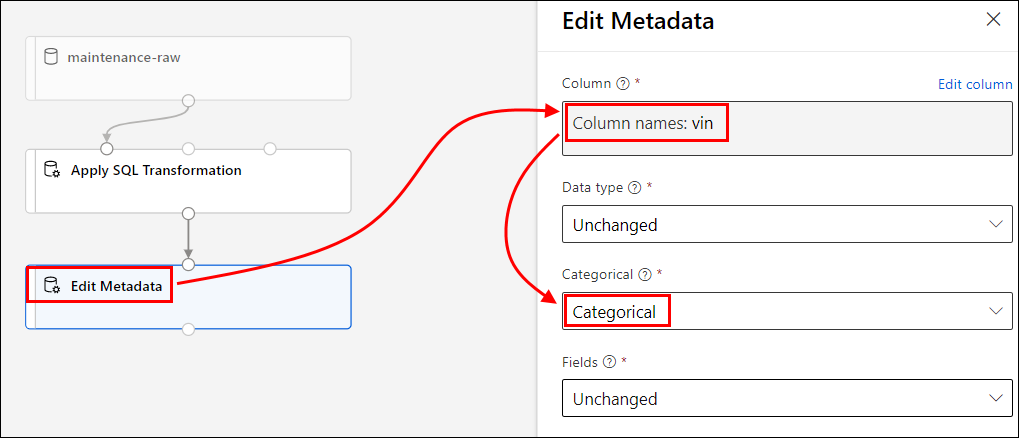 maintenance-raw
Apply SQL Transformation
Edit Metadata
Edit Metadata
Column ? *
Edit column
Column names: vin
Data type ? *
Unchanged
Categorical ? *
Categorical
Fields ? *
Unchanged